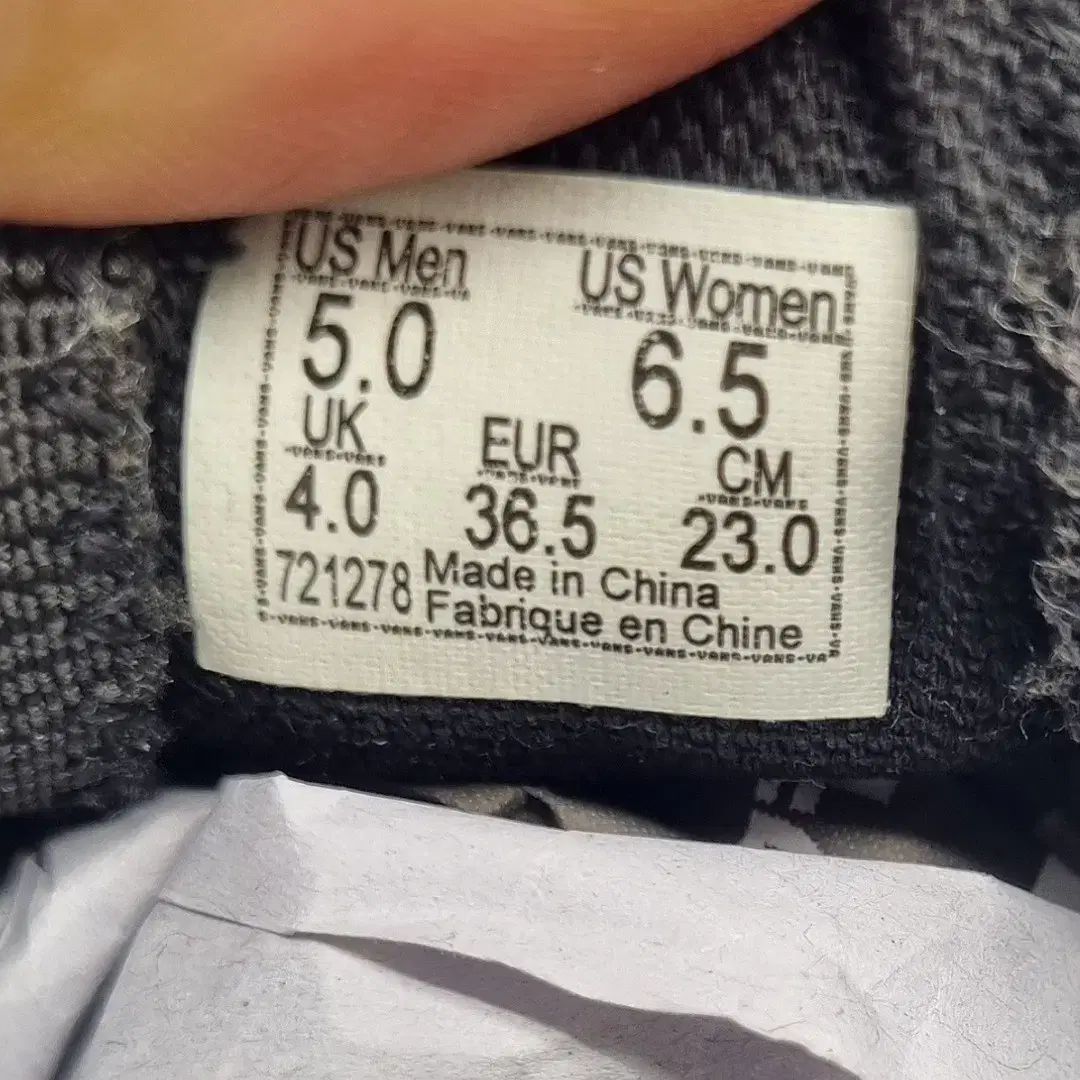 US Men US Women
5.0 6.5
UK EUR CM
4.0 36.5 23.0
721278 Made in China
Fabrique en Chine